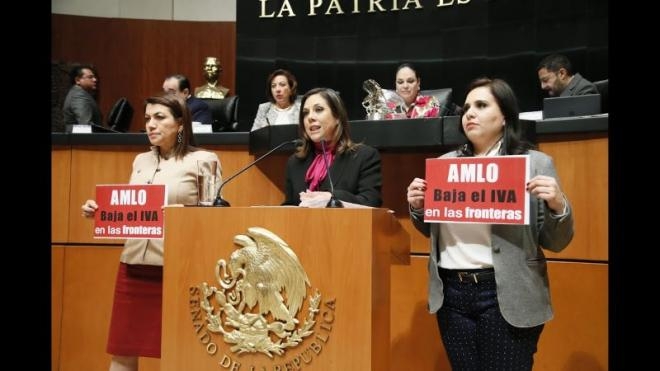 LA PATRIA ES
AMLO
Baja el IVA
en las fronteras
AMLO
Baja el IVA
en las fronteras
SENADO DE LA REPÚBLICA